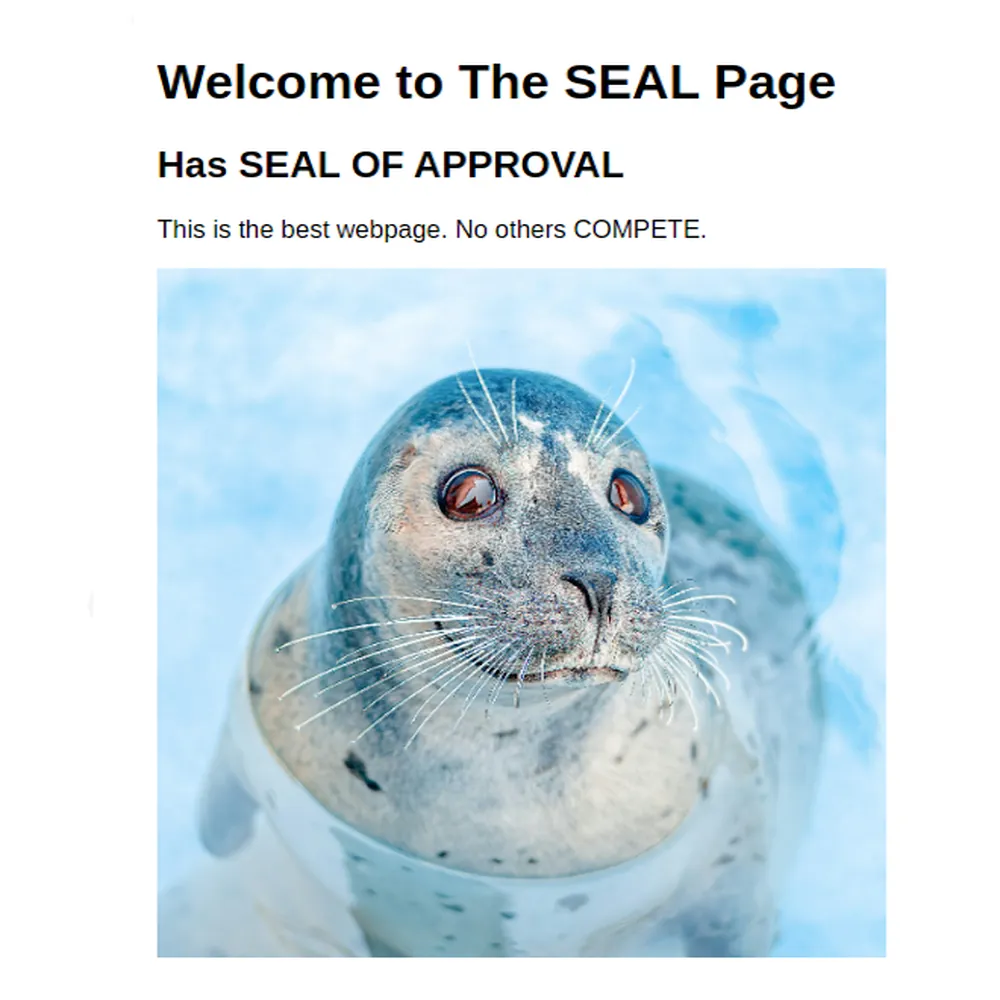 Welcome to The SEAL Page
Has SEAL OF APPROVAL
This is the best webpage. No others COMPETE.